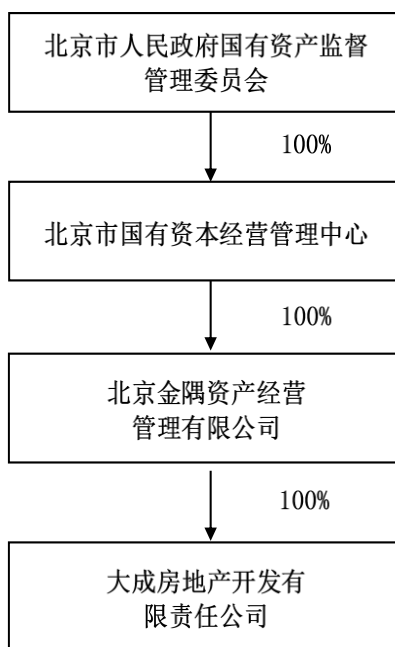 北京市人民政府国有资产监督
管理委员会
100%
北京市国有资本经营管理中心
100%
北京金隅资产经营
管理有限公司
100%
大成房地产开发有
限责任公司